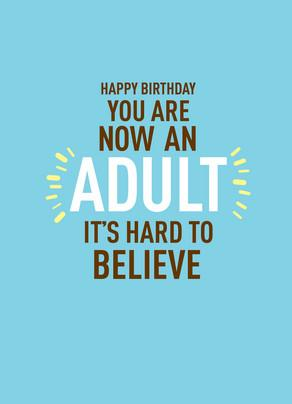 HAPPY BIRTHDAY
YOU ARE
NOW AN
ADULT
IT'S HARD TO
BELIEVE